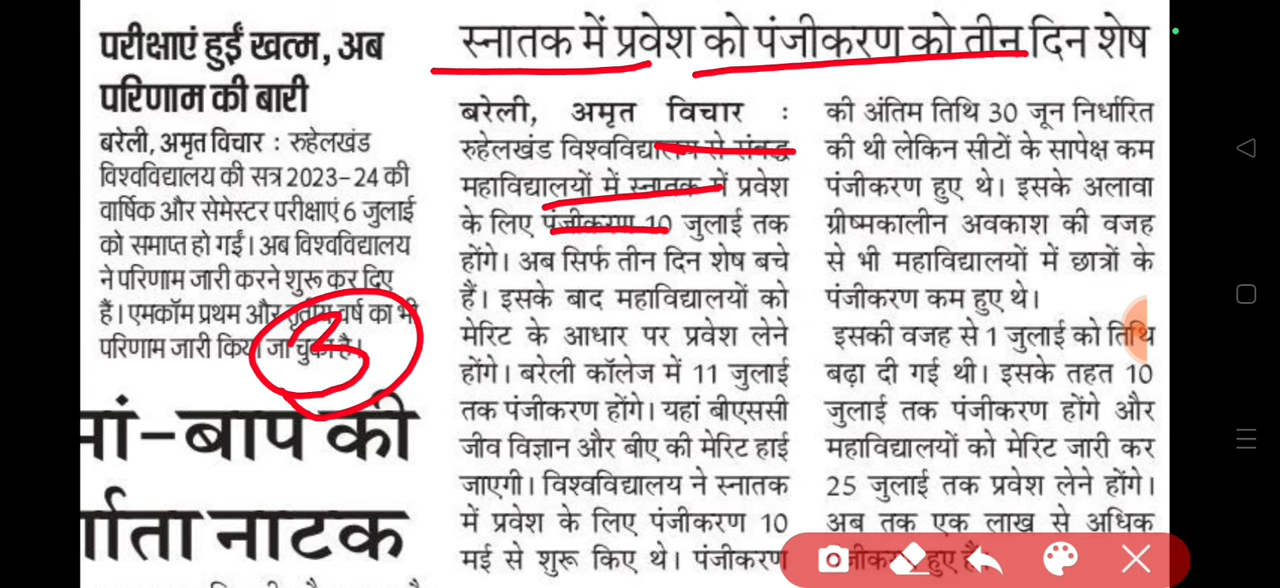 परीक्षाएं हुईं खत्म, अब
परिणाम की बारी
बरेली, अमृत विचार : रुहेलखंड
विश्वविद्यालय की सत्र 2023-24 की
वार्षिक और सेमेस्टर परीक्षाएं 6 जुलाई
को समाप्त हो गईं। अब विश्वविद्यालय
ने परिणाम जारी करने शुरू कर दिए
हैं। एमकॉम प्रथम और तृतीय वर्ष का भी
परिणाम जारी किया जा चुका है।
3
मां-बाप की
नाटक
स्नातक में प्रवेश को पंजीकरण को तीन दिन शेष
बरेली, अमृत विचार :
रुहेलखंड विश्वविद्यालय से संबद्ध
महाविद्यालयों में स्नातक में प्रवेश
के लिए पंजीकरण 10 जुलाई तक
होंगे। अब सिर्फ तीन दिन शेष बचे
हैं। इसके बाद महाविद्यालयों को
मेरिट के आधार पर प्रवेश लेने
होंगे। बरेली कॉलेज में 11 जुलाई
तक पंजीकरण होंगे। यहां बीएससी
जीव विज्ञान और बीए की मेरिट हाई
जाएगी। विश्वविद्यालय ने स्नातक
में प्रवेश के लिए पंजीकरण 10
मई से शुरू किए थे। पंजीकरण
की अंतिम तिथि 30 जून निर्धारित
की थी लेकिन सीटों के सापेक्ष कम
पंजीकरण हुए थे। इसके अलावा
ग्रीष्मकालीन अवकाश की वजह
से भी महाविद्यालयों में छात्रों के
पंजीकरण कम हुए थे।
इसकी वजह से 1 जुलाई को तिथि
बढ़ा दी गई थी। इसके तहत 10
जुलाई तक पंजीकरण होंगे और
महाविद्यालयों को मेरिट जारी कर
25 जुलाई तक प्रवेश लेने होंगे।
अब तक एक लाख से अधिक
पंजीकरण हुए हैं।